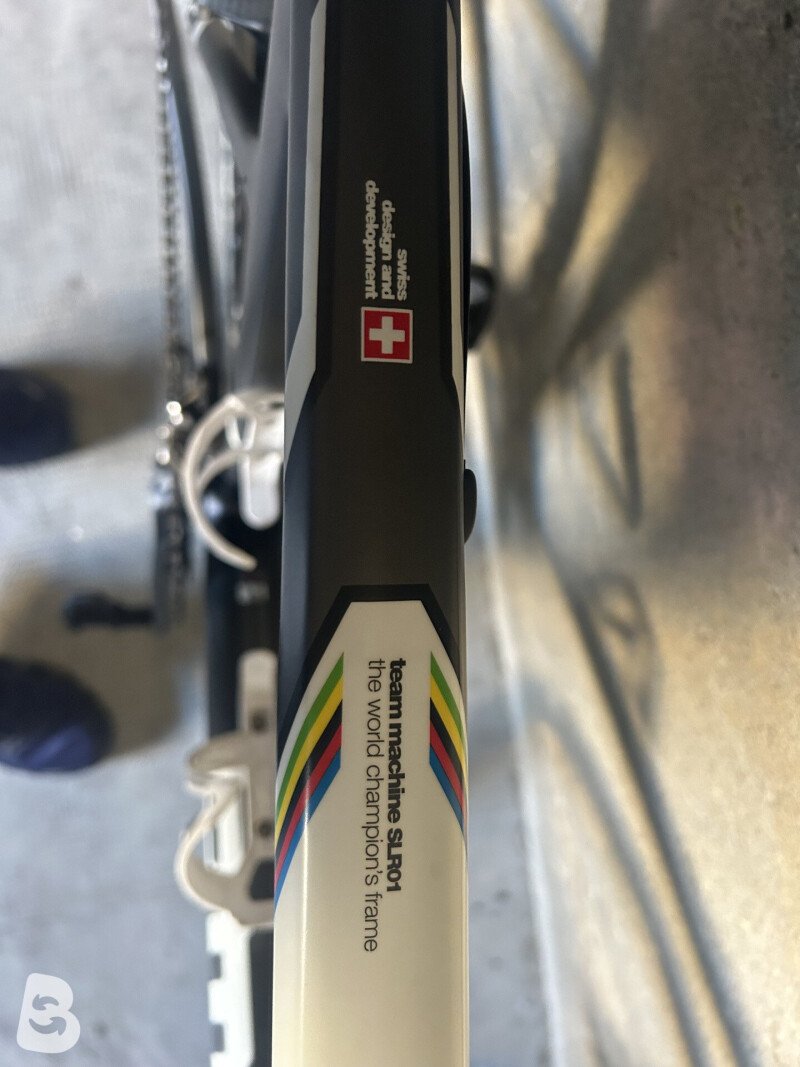 swiss
design and
development
team machine SLR01
the world champion's frame
B